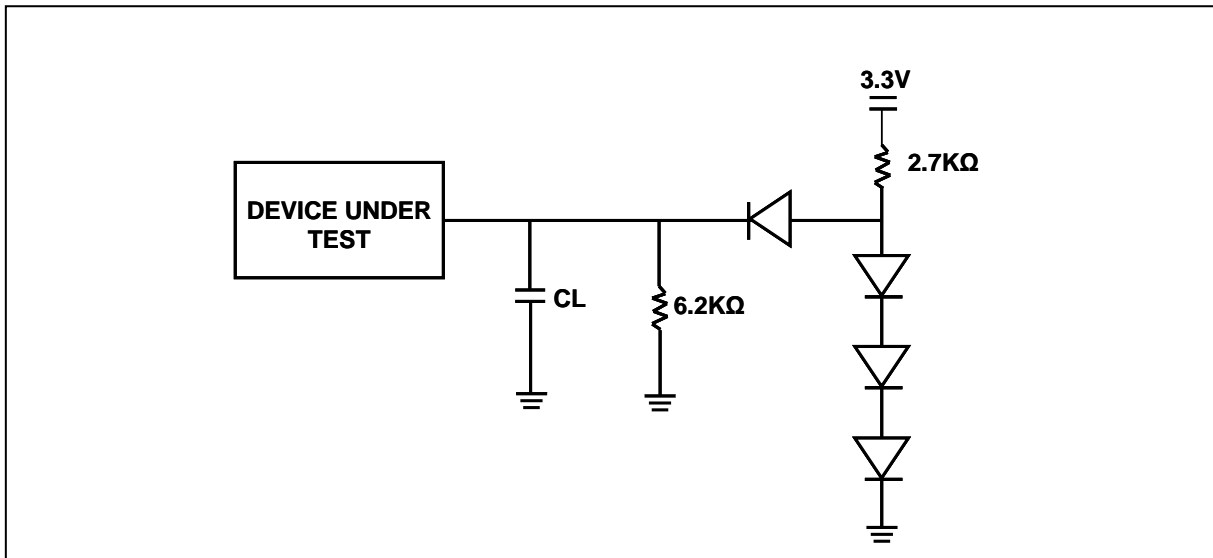 3.3V
2.7KΩ
DEVICE UNDER
TEST
CL
6.2KΩ